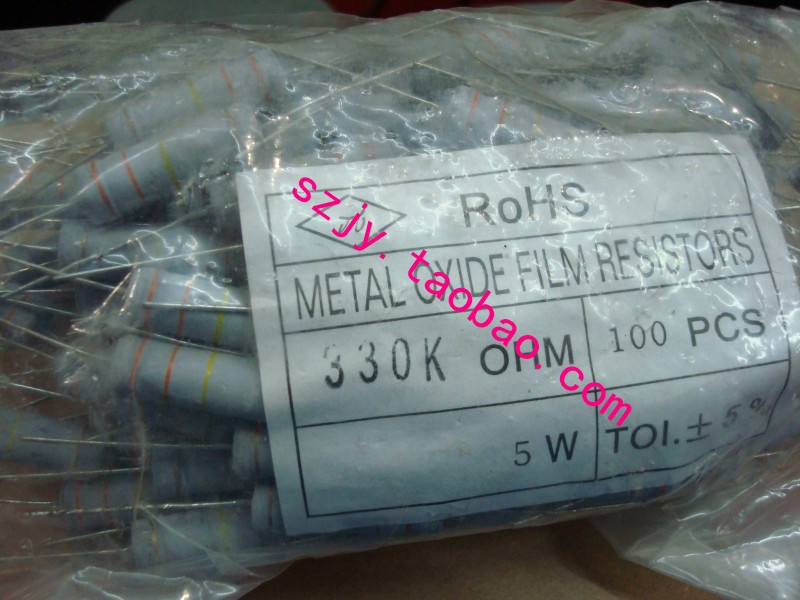 RoHS
METAL OXIDE FILM RESISTORS
330K OHM
100 PCS
5 W
TOI. ± 5 %
szjy.taobao.com